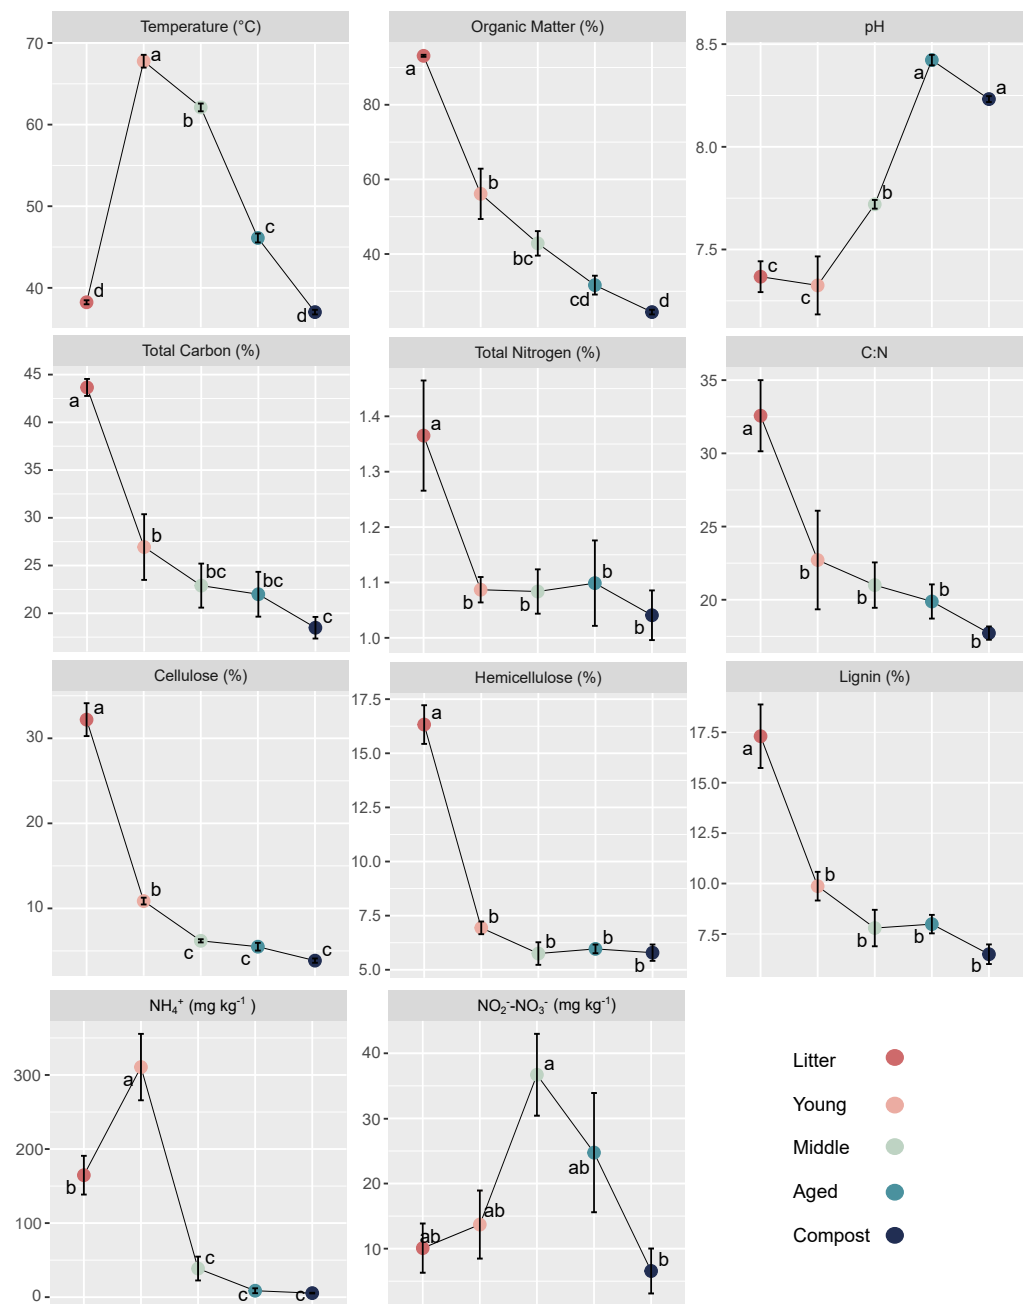 Temperature (°C)
70
60
50
40
d
a
b
c
d
Organic Matter (%)
80
60
40
a
b
bc
cd
d
pH
8.5
8.0
7.5
c
c
b
a
a
Total Carbon (%)
45
40
35
30
25
20
a
b
bc
bc
c
Total Nitrogen (%)
1.4
1.3
1.2
1.1
1.0
a
b
b
b
b
C:N
35
30
25
20
a
b
b
b
b
Cellulose (%)
30
20
10
a
b
c
c
c
Hemicellulose (%)
17.5
15.0
12.5
10.0
7.5
5.0
a
b
b
b
b
Lignin (%)
17.5
15.0
12.5
10.0
7.5
a
b
b
b
b
NH₄⁺ (mg kg⁻¹ )
300
200
100
0
b
a
c
c
c
NO₂⁻-NO₃⁻ (mg kg⁻¹)
40
30
20
10
ab
ab
a
ab
b
Litter
Young
Middle
Aged
Compost